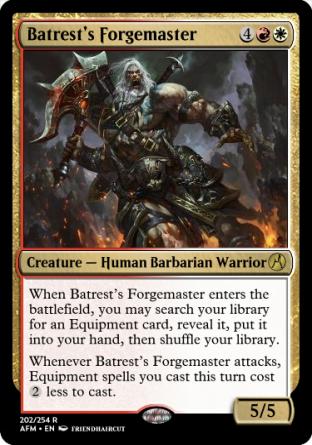 Batrest's Forgemaster 4
Creature — Human Barbarian Warrior
When Batrest's Forgemaster enters the
battlefield, you may search your library
for an Equipment card, reveal it, put it
into your hand, then shuffle your library.
Whenever Batrest's Forgemaster attacks,
Equipment spells you cast this turn cost
2 less to cast.
5/5
202/254 R
AFM • EN FRIENDHAIRCUT